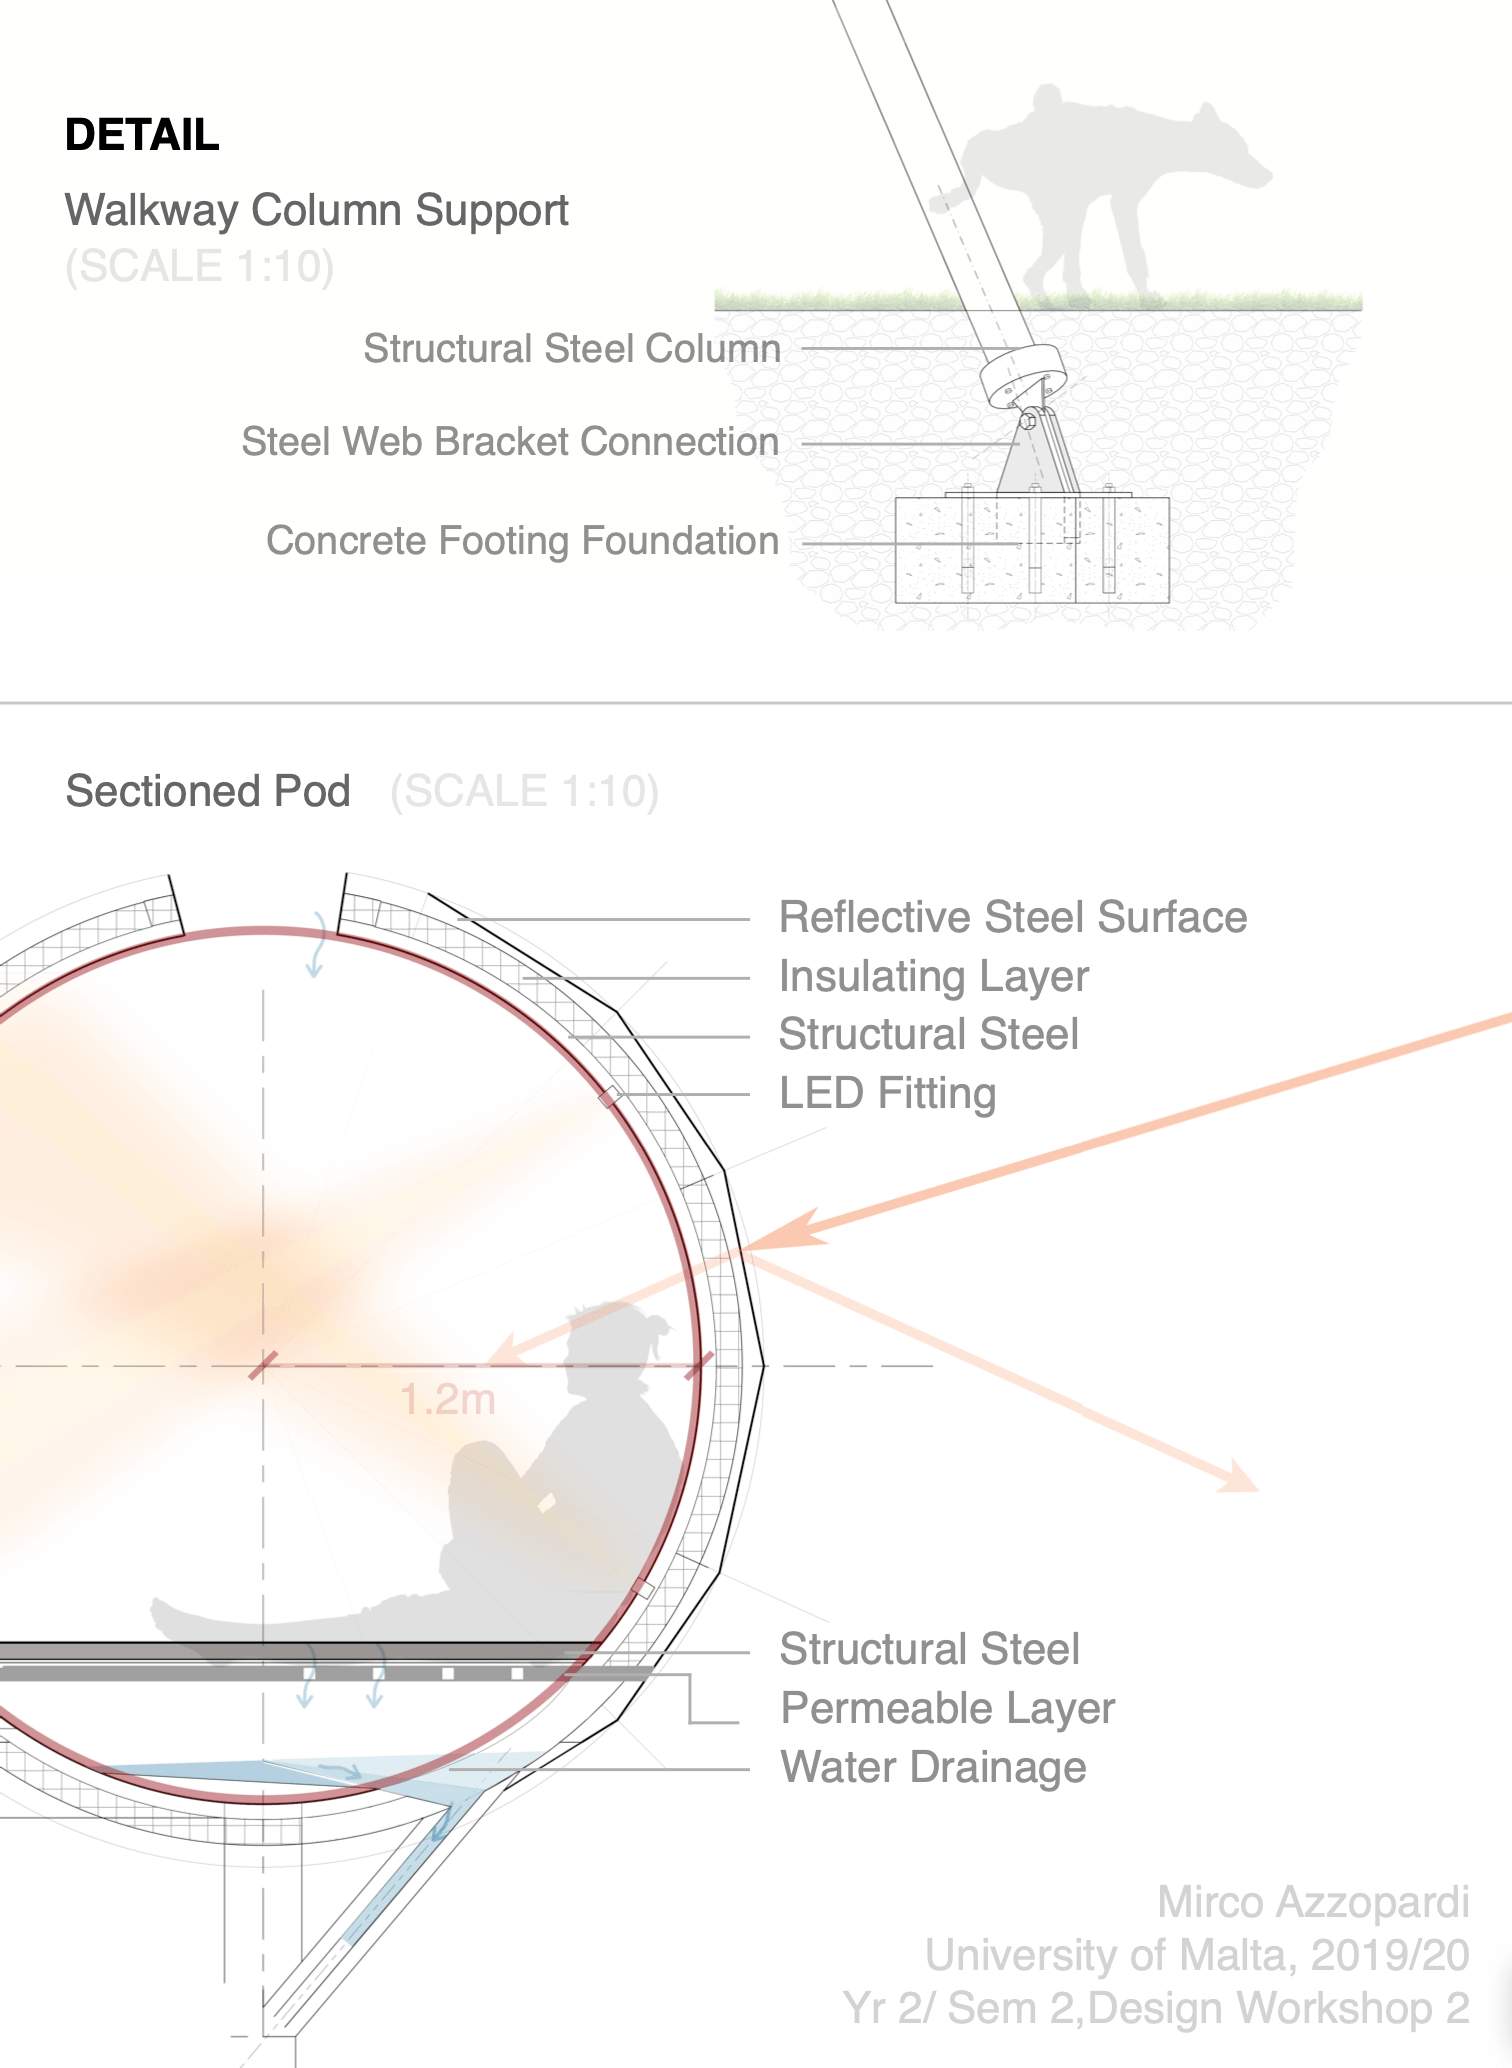 DETAIL
Walkway Column Support
(SCALE 1:10)
Structural Steel Column
Steel Web Bracket Connection
Concrete Footing Foundation
Sectioned Pod (SCALE 1:10)
Reflective Steel Surface
Insulating Layer
Structural Steel
LED Fitting
1.2m
Structural Steel
Permeable Layer
Water Drainage
Mirco Azzopardi
University of Malta, 2019/20
Yr 2/ Sem 2,Design Workshop 2